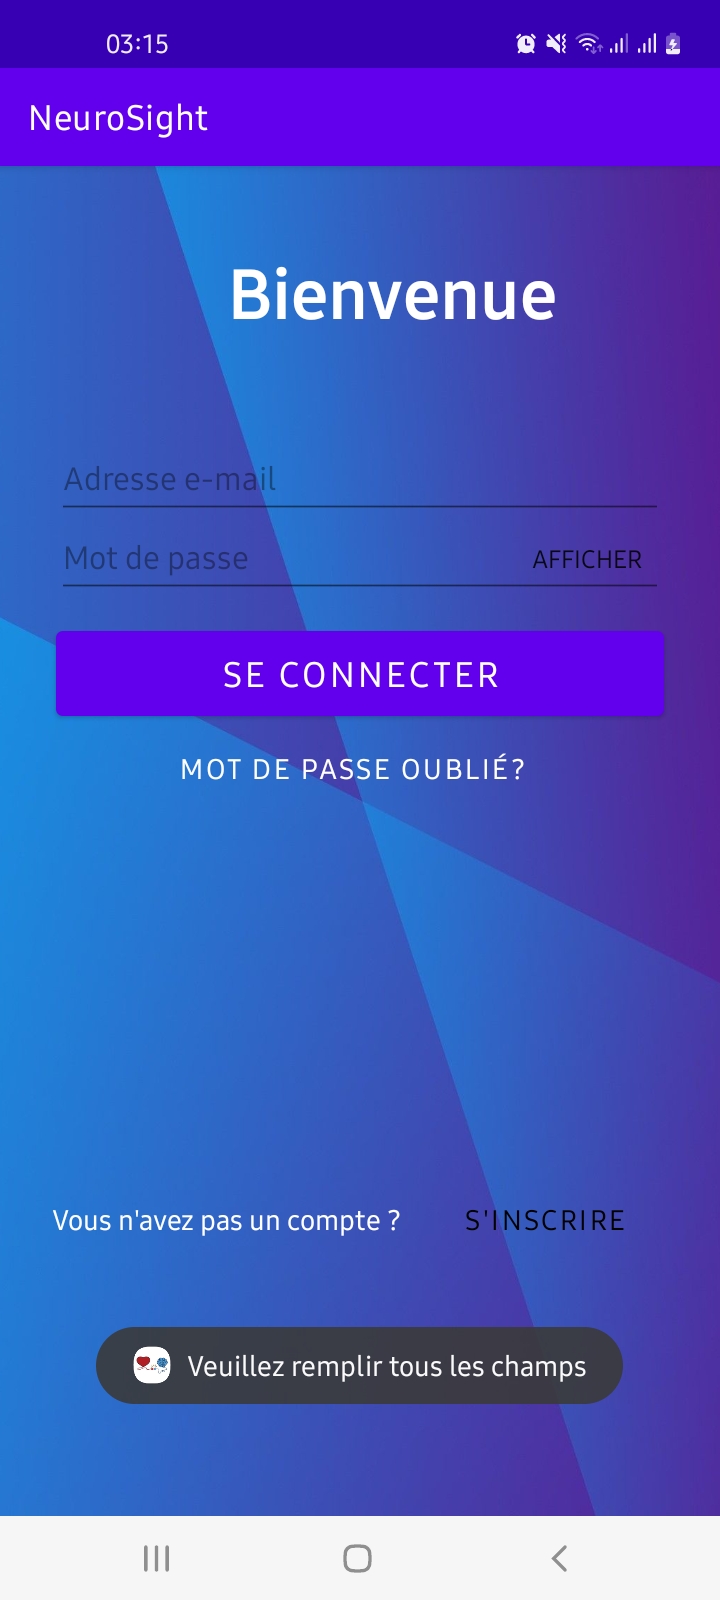 03:15
NeuroSight
Bienvenue
Adresse e-mail
Mot de passe AFFICHER
SE CONNECTER
MOT DE PASSE OUBLIÉ?
Vous n'avez pas un compte ? S'INSCRIRE
Veuillez remplir tous les champs